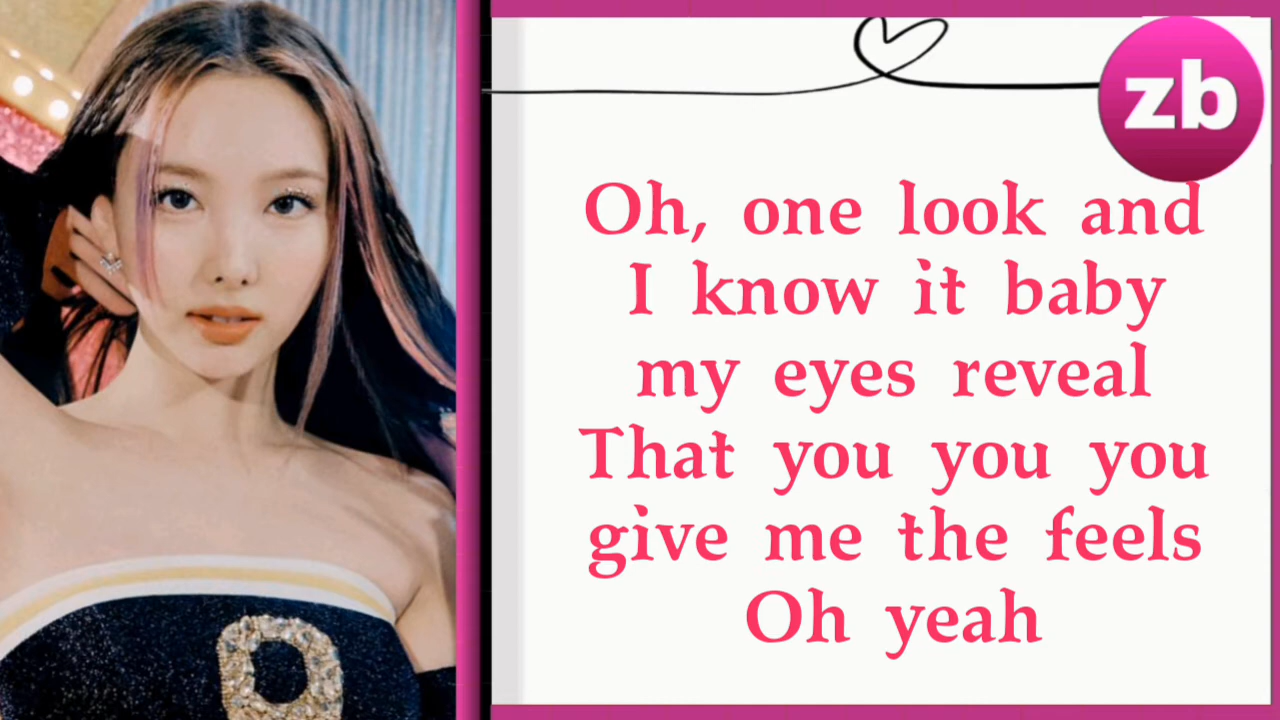 zb
Oh, one look and
I know it baby
my eyes reveal
That you you you
give me the feels
Oh yeah